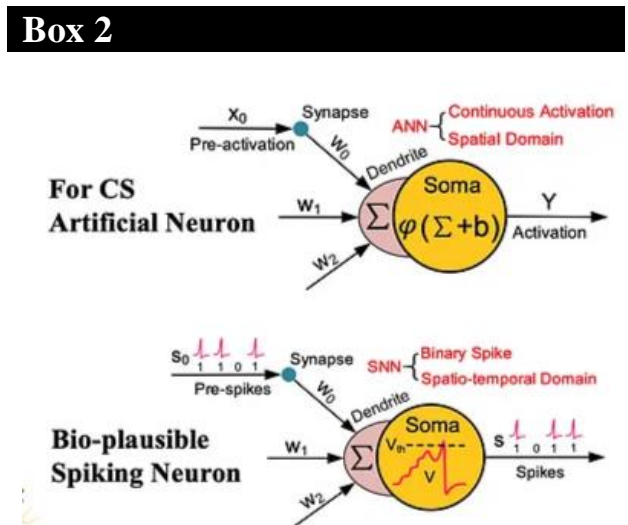 Box 2
X0
Synapse
Pre-activation
W0
Dendrite
ANN
Continuous Activation
Spatial Domain
For CS
Artificial Neuron
W1
W2
Σ
Soma
φ(Σ+b)
Y
Activation
S0
1 1 0 1
Pre-spikes
Synapse
W0
Dendrite
SNN
Binary Spike
Spatio-temporal Domain
Bio-plausible
Spiking Neuron
W1
W2
Σ
Soma
Vth
V
S
1 0 1 1
Spikes